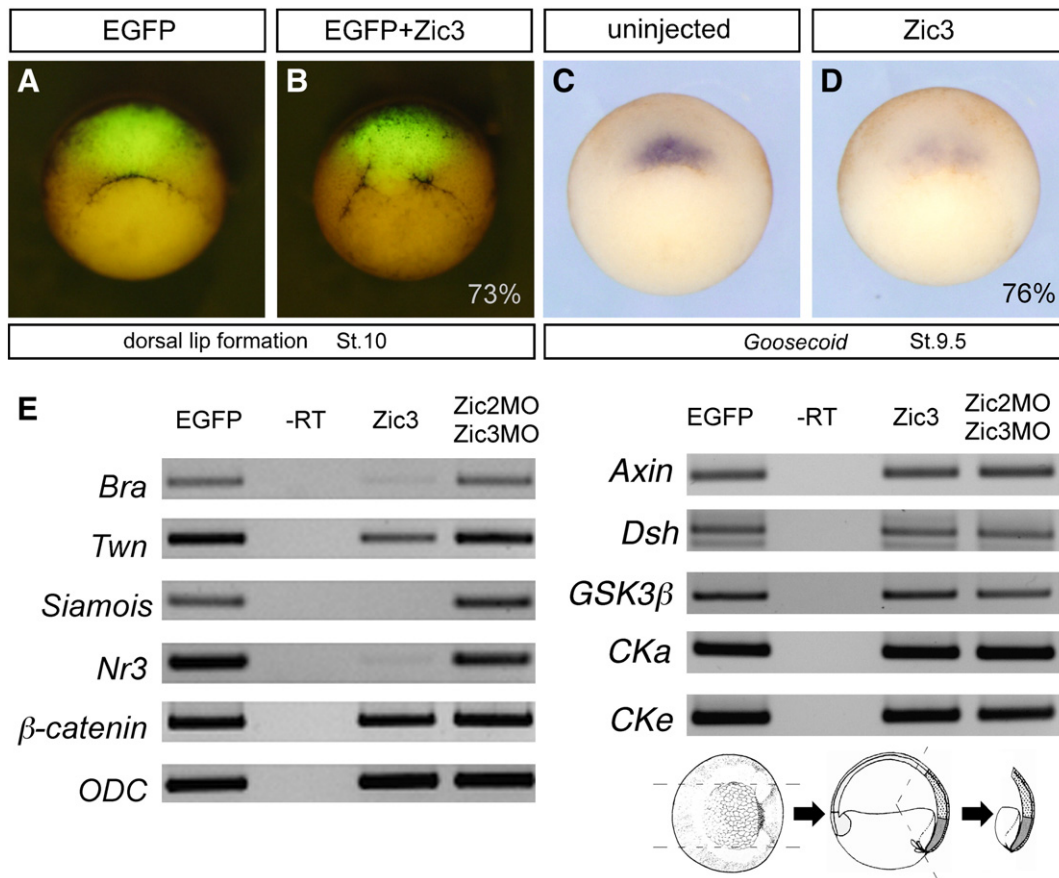 EGFP
EGFP+Zic3
uninjected
Zic3
A
B
C
D
73%
76%
dorsal lip formation St.10
Goosecoid St.9.5
E
EGFP -RT Zic3 Zic2MO
Zic3MO
Bra
Twn
Siamois
Nr3
β-catenin
ODC
EGFP -RT Zic3 Zic2MO
Zic3MO
Axin
Dsh
GSK3β
CKa
CKe